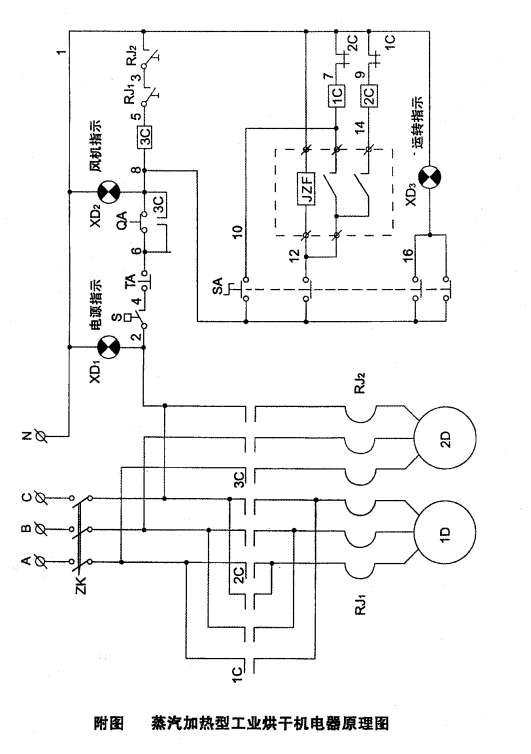 A
B
C
N
ZK
1
2
S
4
TA
6
QA
8
3C
3C
5
RJ1
3
RJ2
XD1
电源指示
XD2
风机指示
SA
10
12
16
JZF
14
7
1C
2C
9
2C
1C
XD3
运转指示
1C
2C
3C
RJ1
RJ2
1D
2D
附图 蒸汽加热型工业烘干机电器原理图